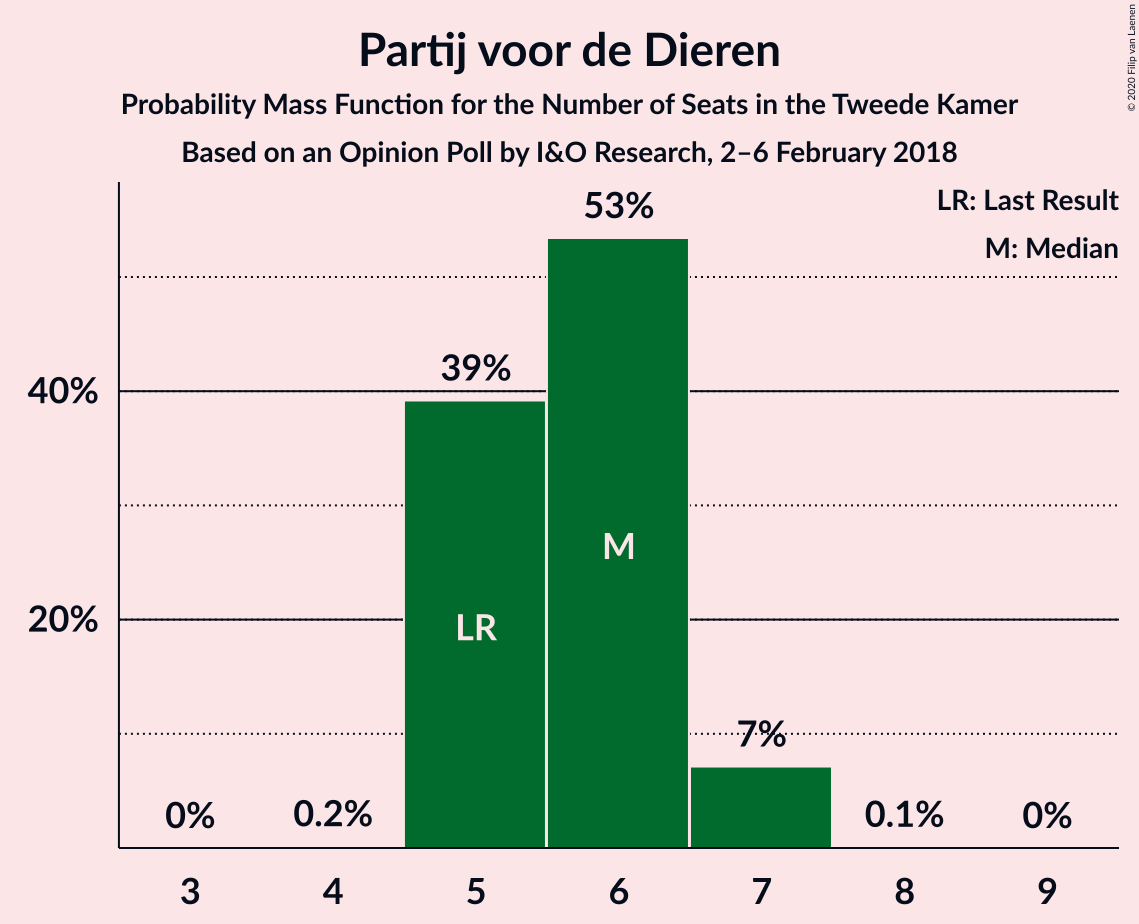 Partij voor de Dieren
Probability Mass Function for the Number of Seats in the Tweede Kamer
Based on an Opinion Poll by I&O Research, 2–6 February 2018
© 2020 Filip van Laenen
LR: Last Result
M: Median
53%
39%
40%
M
LR
20%
7%
0%
0.2%
0.1%
0%
3 4 5 6 7 8 9